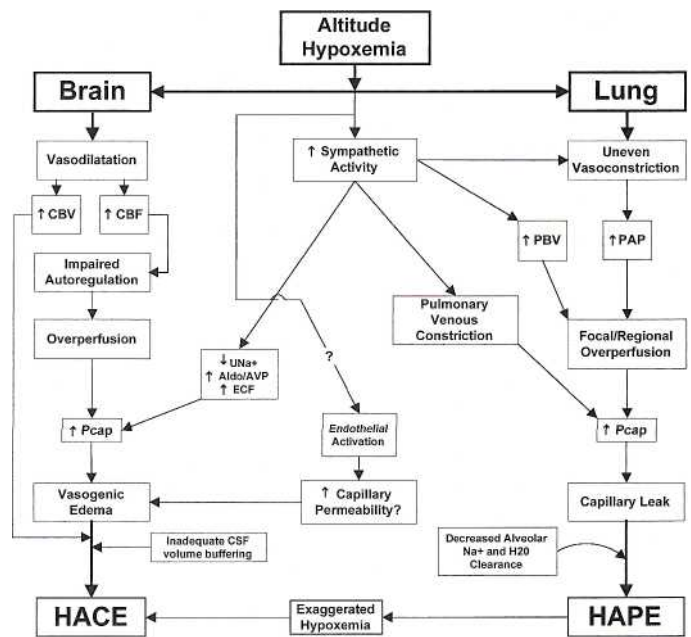 Altitude
Hypoxemia
Brain
Lung
Vasodilatation
↑ Sympathetic
Activity
Uneven
Vasoconstriction
↑ CBV
↑ CBF
↑ PBV
↑PAP
Impaired
Autoregulation
Pulmonary
Venous
Constriction
Overperfusion
Focal/Regional
Overperfusion
?
↓ UNa+
↑ Aldo/AVP
↑ ECF
↑ Pcap
Endothelial
Activation
↑ Pcap
Vasogenic
Edema
↑ Capillary
Permeability?
Capillary Leak
Inadequate CSF
volume buffering
Decreased Alveolar
Na+ and H20
Clearance
HACE
Exaggerated
Hypoxemia
HAPE